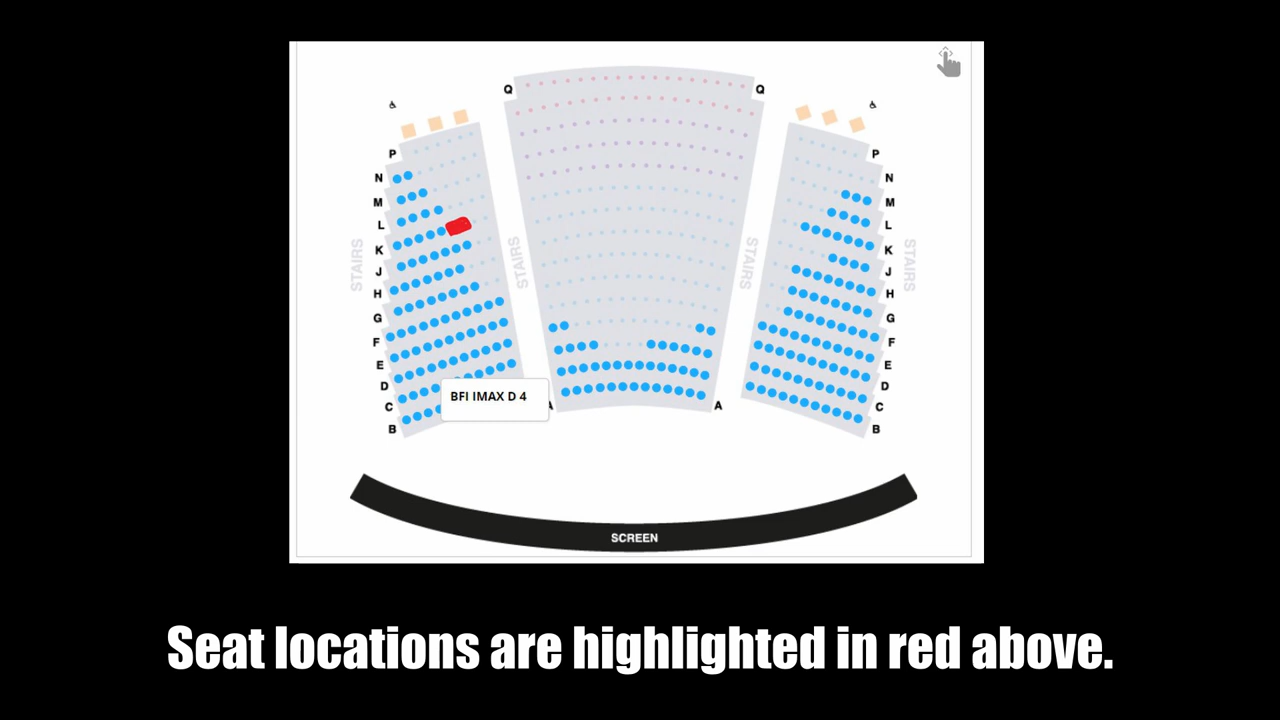 Q Q
P P
N N
M M
L L
K K
J J
H H
G G
F F
E E
D D
C C
B B
A A
STAIRS STAIRS STAIRS STAIRS
BFI IMAX D 4
SCREEN
Seat locations are highlighted in red above.